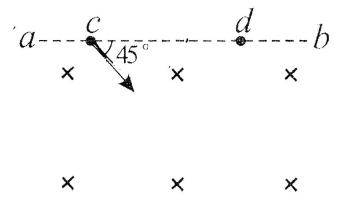 c d
a b
45°
× × ×
× × ×